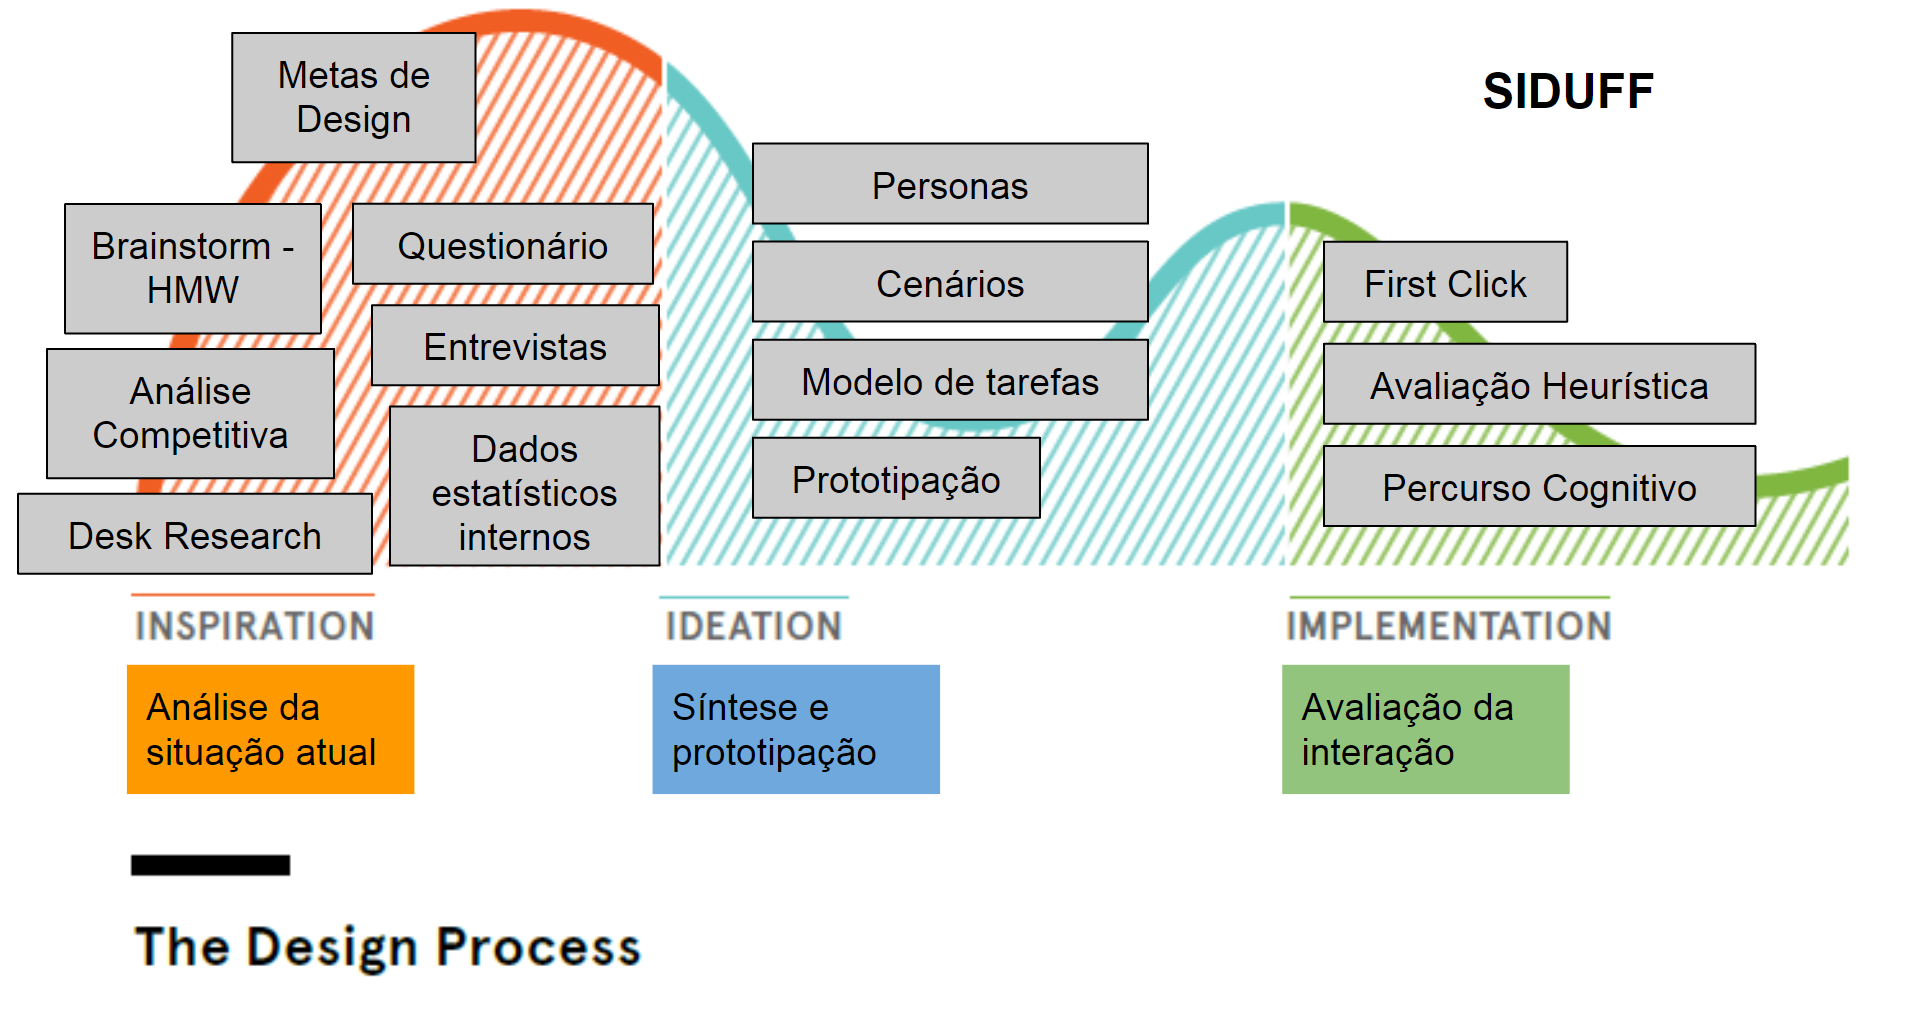 SIDUFF
Metas de
Design
Brainstorm -
HMW
Análise
Competitiva
Desk Research
Questionário
Entrevistas
Dados
estatísticos
internos
Personas
Cenários
Modelo de tarefas
Prototipação
First Click
Avaliação Heurística
Percurso Cognitivo
INSPIRATION
IDEATION
IMPLEMENTATION
Análise da
situação atual
Síntese e
prototipação
Avaliação da
interação
The Design Process